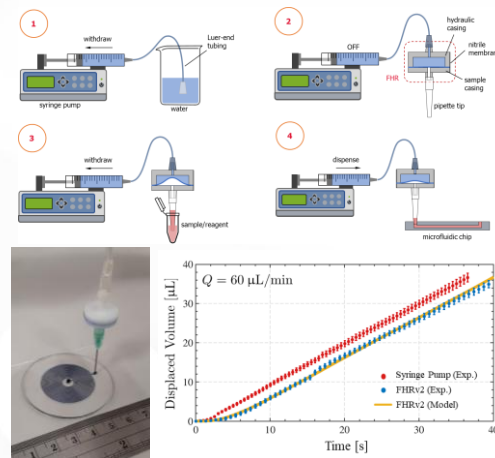 1
withdraw
Luer-end
tubing
syringe pump
water
2
OFF
hydraulic
casing
nitrile
membrane
FHR
sample
casing
pipette tip
3
withdraw
sample/reagent
4
dispense
microfluidic chip
Q = 60 μL/min
Displaced Volume [μL]
40
30
20
10
0
Syringe Pump (Exp.)
FHRv2 (Exp.)
FHRv2 (Model)
0 10 20 30 40
Time [s]